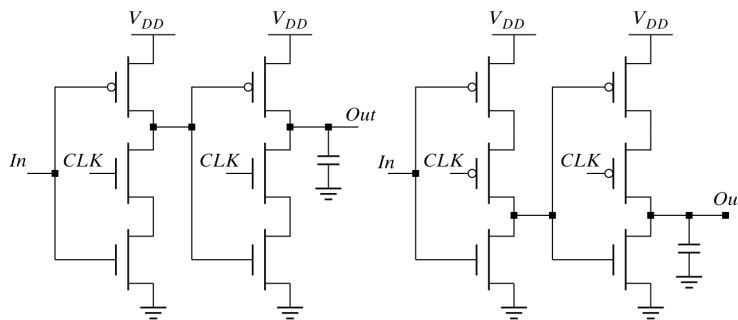 V_DD V_DD V_DD V_DD
Out
In CLK CLK In CLK CLK
Ou